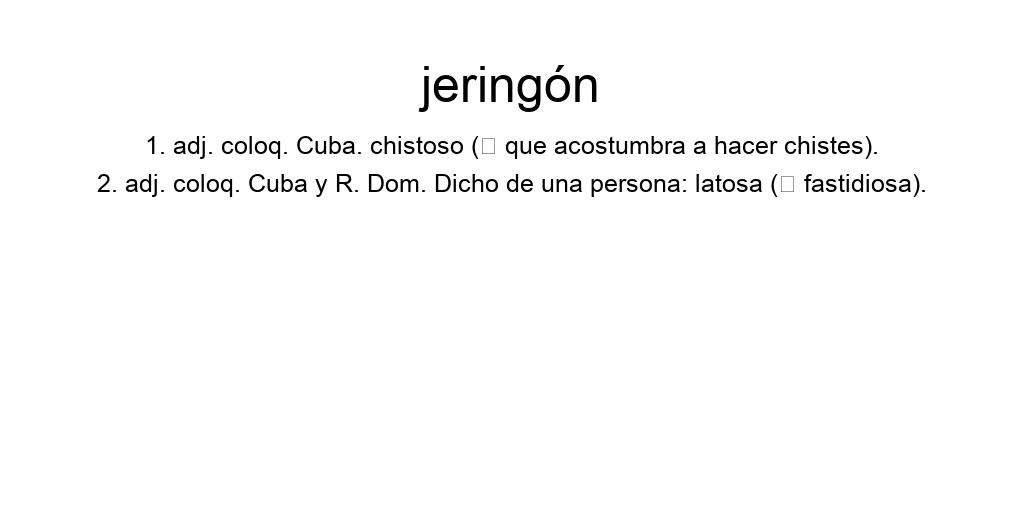 jeringón
1. adj. coloq. Cuba. chistoso (▯ que acostumbra a hacer chistes).
2. adj. coloq. Cuba y R. Dom. Dicho de una persona: latosa (▯ fastidiosa).